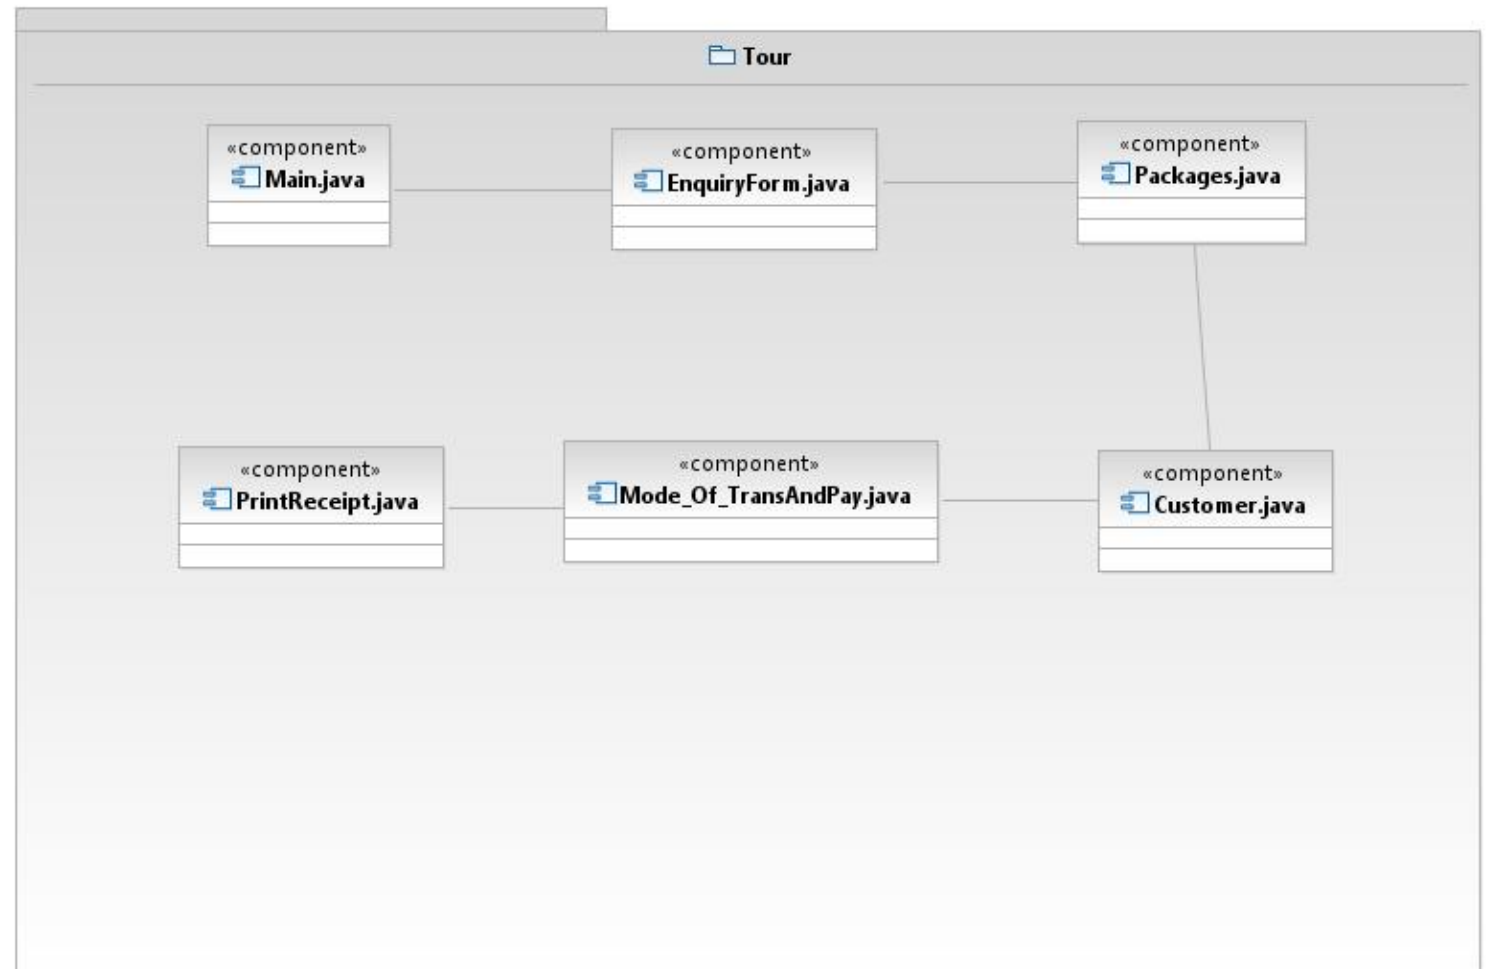 Tour
«component»
Main.java
«component»
EnquiryForm.java
«component»
Packages.java
«component»
PrintReceipt.java
«component»
Mode_Of_TransAndPay.java
«component»
Customer.java